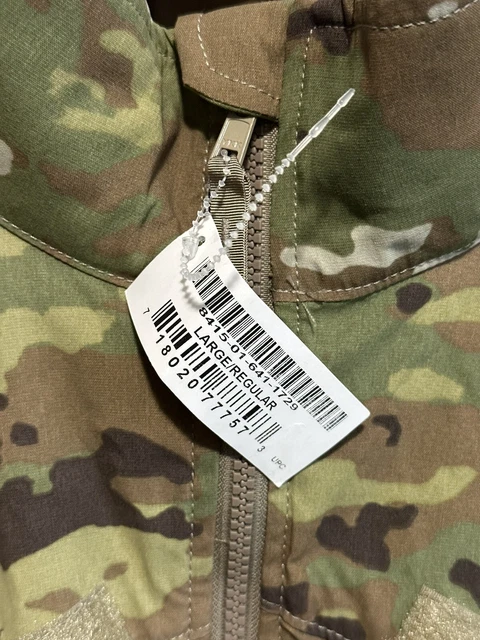 8415-01-641-1729
LARGE/REGULAR
7 18020 77757 3
UPC